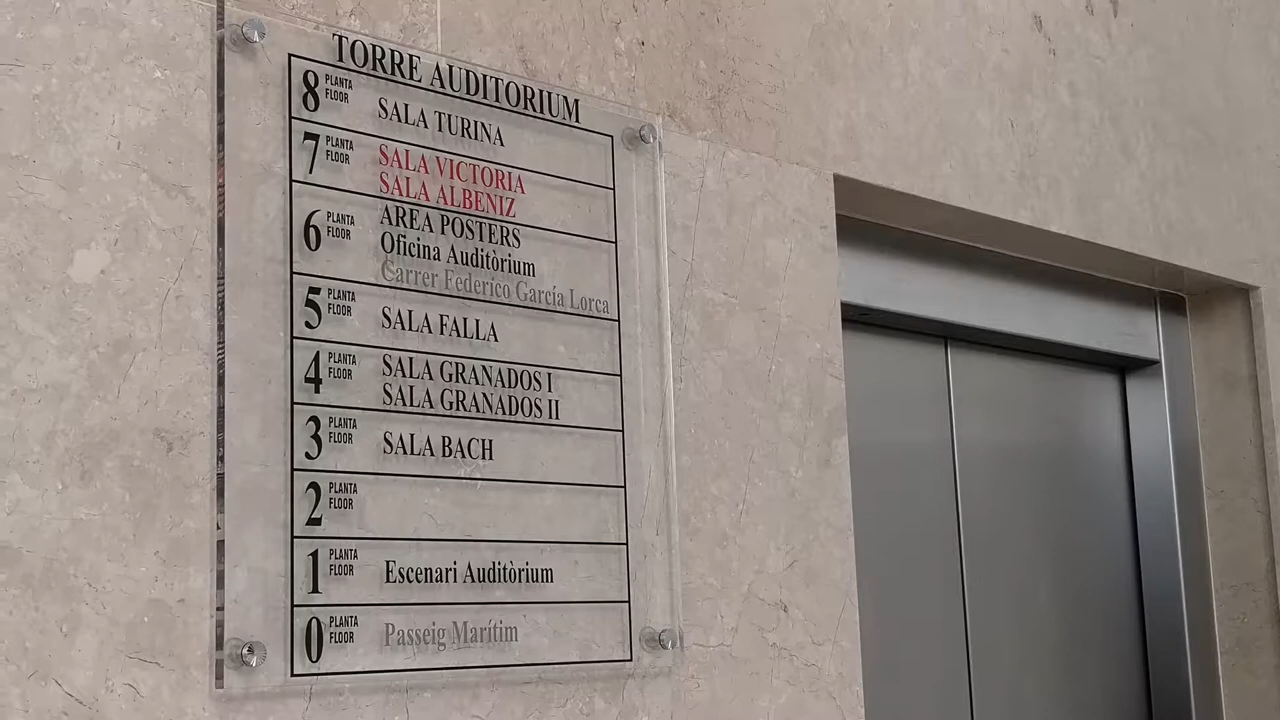 TORRE AUDITORIUM
8 PLANTA FLOOR SALA TURINA
7 PLANTA FLOOR SALA VICTORIA
SALA ALBENIZ
6 PLANTA FLOOR AREA POSTERS
Oficina Auditòrium
Carrer Federico García Lorca
5 PLANTA FLOOR SALA FALLA
4 PLANTA FLOOR SALA GRANADOS I
SALA GRANADOS II
3 PLANTA FLOOR SALA BACH
2 PLANTA FLOOR
1 PLANTA FLOOR Escenari Auditòrium
0 PLANTA FLOOR Passeig Marítim